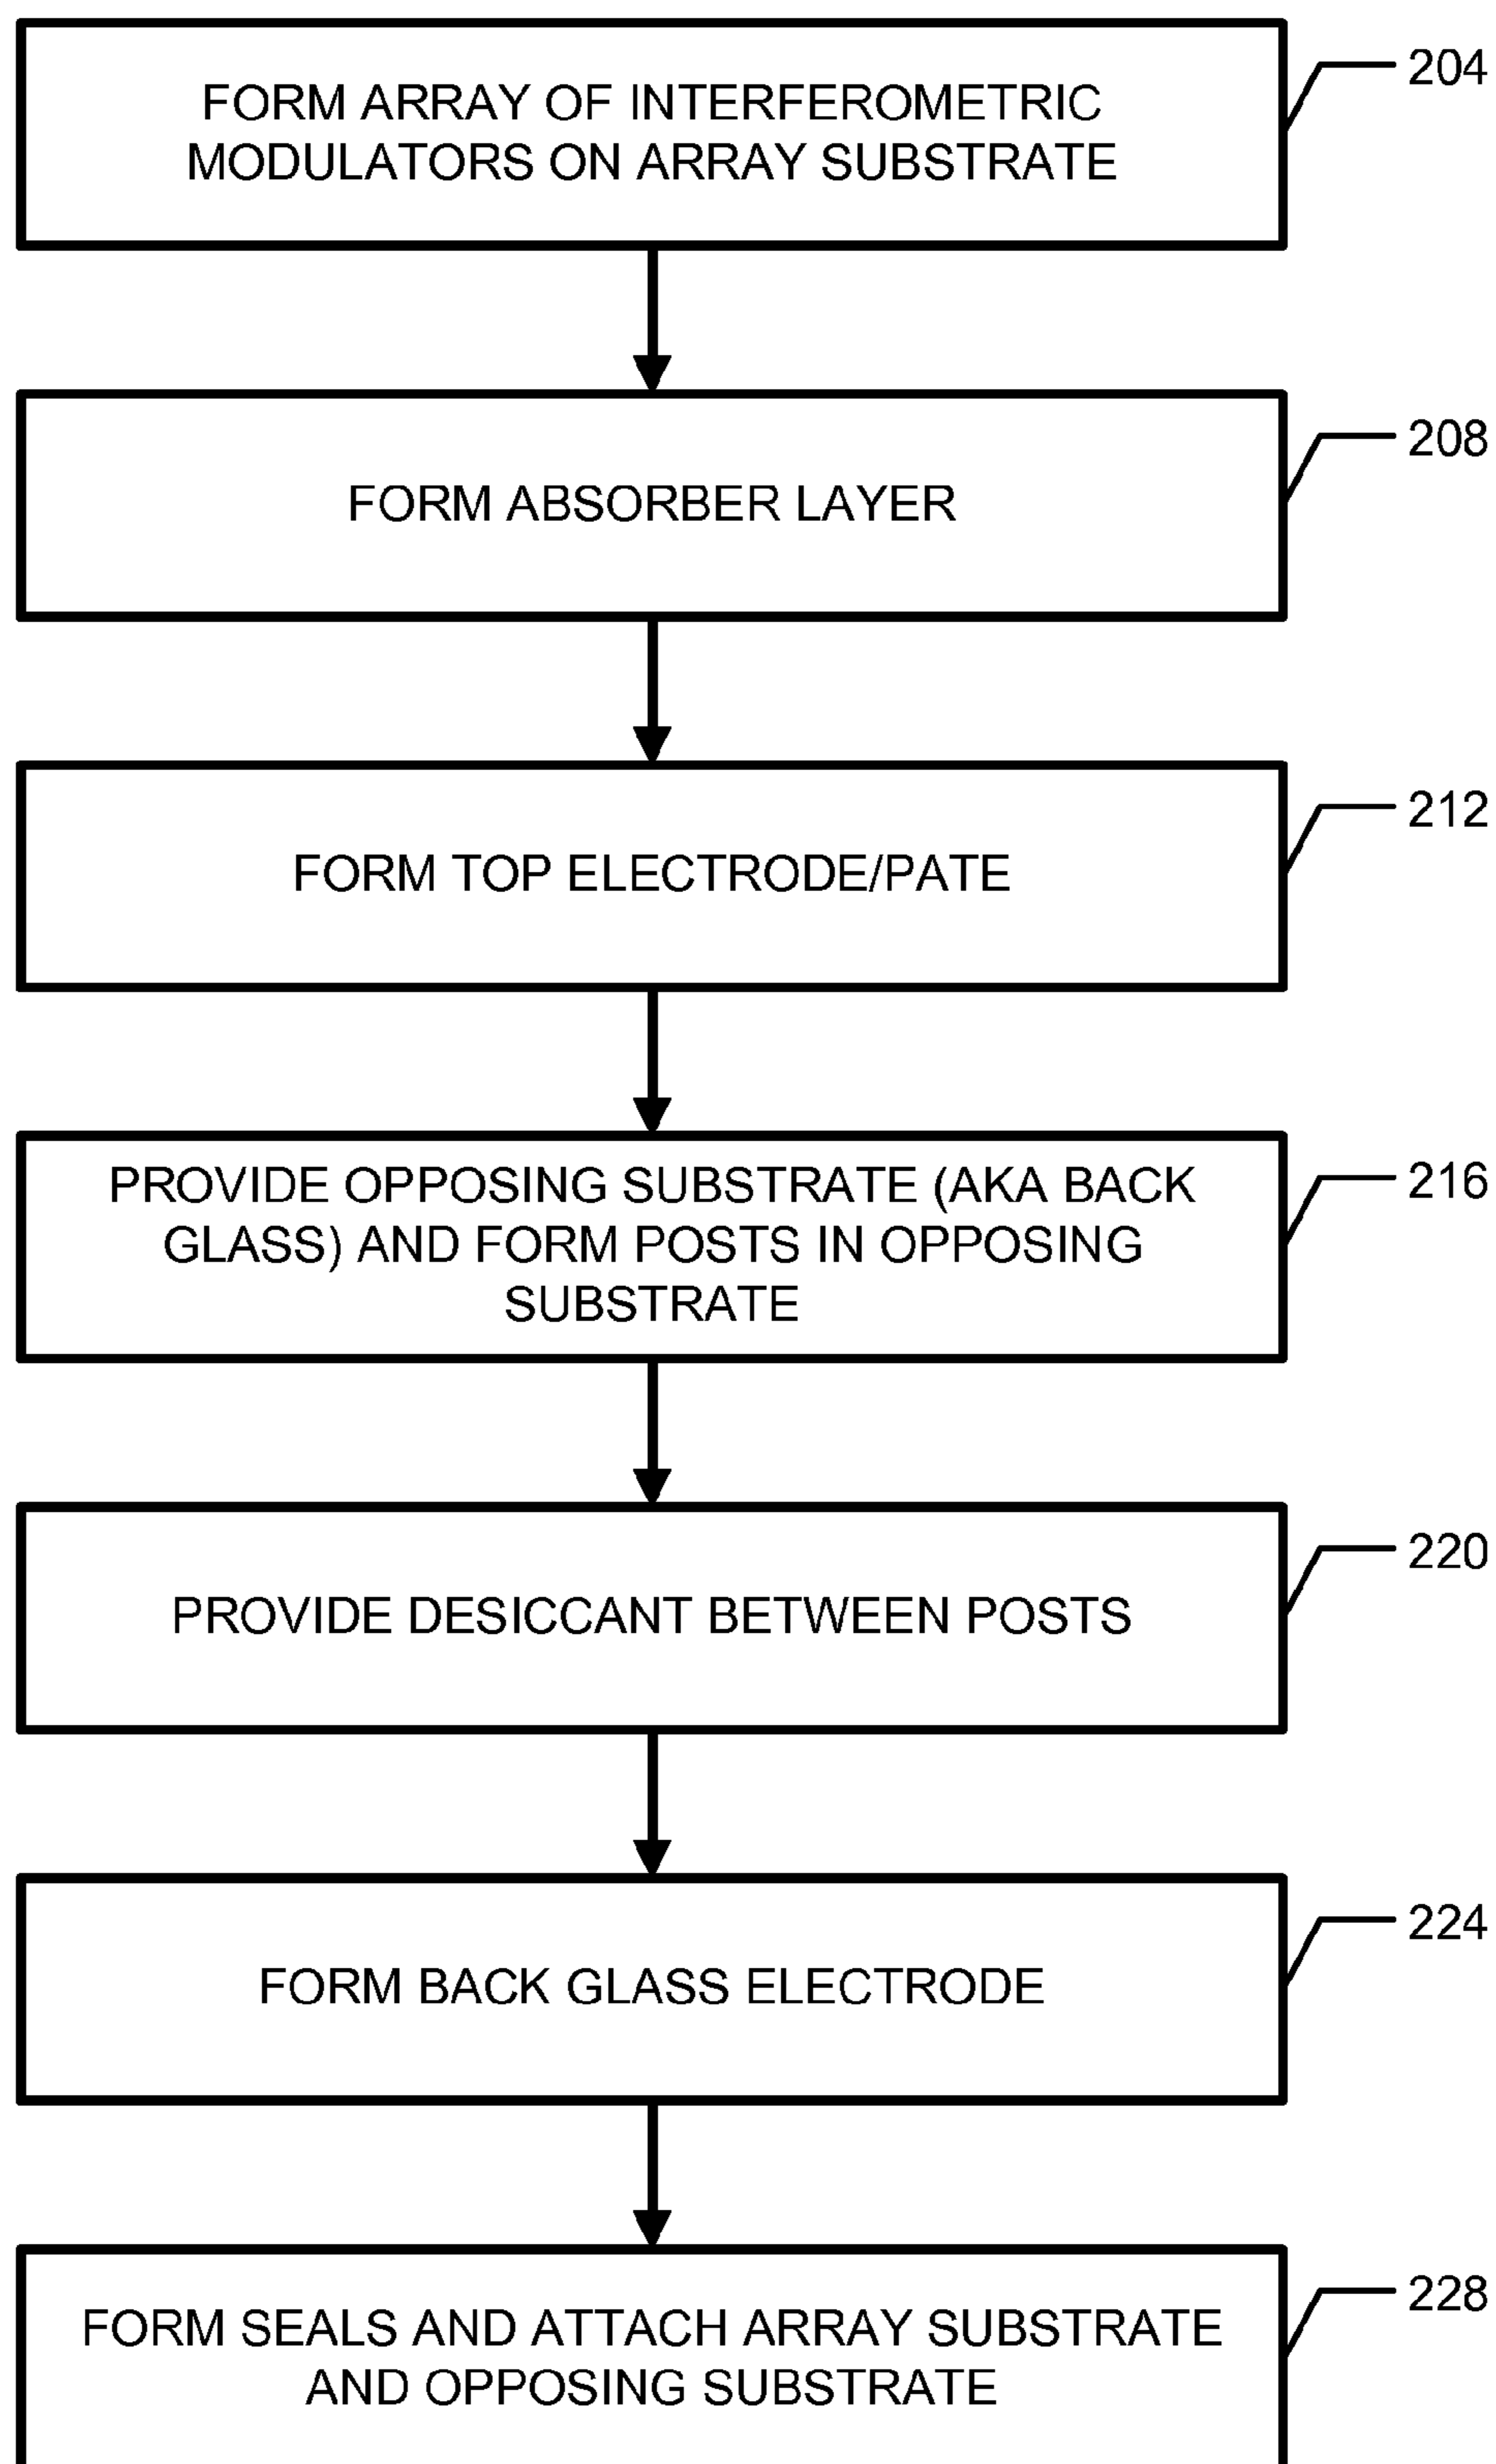 FORM ARRAY OF INTERFEROMETRIC
MODULATORS ON ARRAY SUBSTRATE
204
FORM ABSORBER LAYER
208
FORM TOP ELECTRODE/PATE
212
PROVIDE OPPOSING SUBSTRATE (AKA BACK
GLASS) AND FORM POSTS IN OPPOSING
SUBSTRATE
216
PROVIDE DESICCANT BETWEEN POSTS
220
FORM BACK GLASS ELECTRODE
224
FORM SEALS AND ATTACH ARRAY SUBSTRATE
AND OPPOSING SUBSTRATE
228